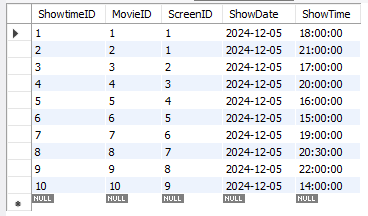 ShowtimeID MovieID ScreenID ShowDate ShowTime
1 1 1 2024-12-05 18:00:00
2 2 1 2024-12-05 21:00:00
3 3 2 2024-12-05 17:00:00
4 4 3 2024-12-05 20:00:00
5 5 4 2024-12-05 16:00:00
6 6 5 2024-12-05 15:00:00
7 7 6 2024-12-05 19:00:00
8 8 7 2024-12-05 20:30:00
9 9 8 2024-12-05 22:00:00
10 10 9 2024-12-05 14:00:00
NULL NULL NULL NULL NULL